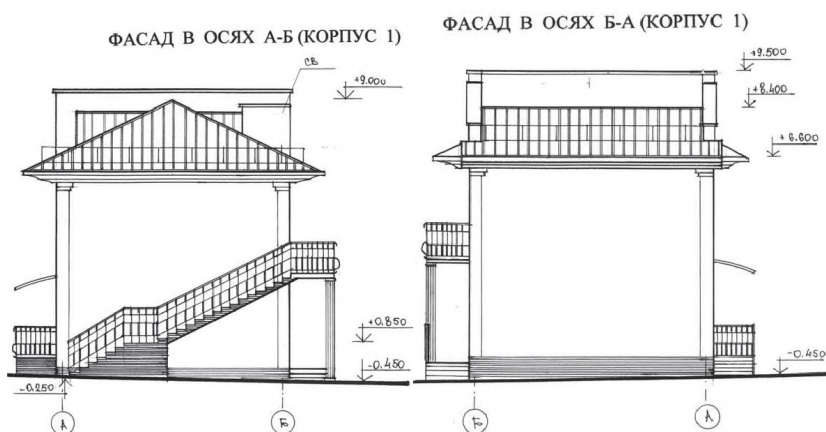 ФАСАД В ОСЯХ А-Б (КОРПУС 1)
СВ
+9.000
+0.850
-0.450
-0.250
А
Б
ФАСАД В ОСЯХ Б-А (КОРПУС 1)
+9.500
+8.400
+6.600
-0.450
Б
А